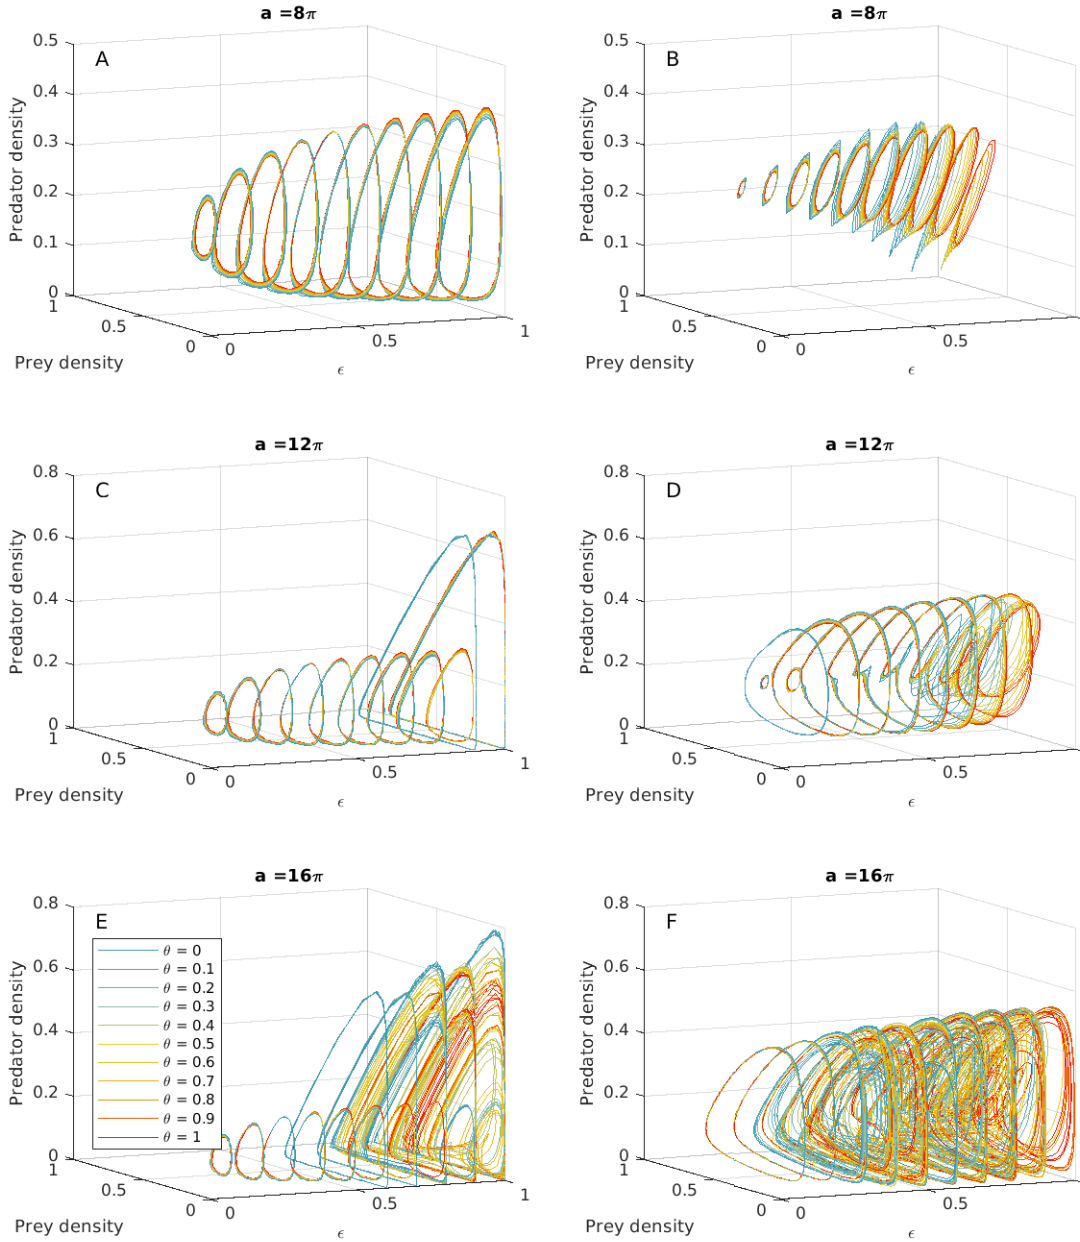 a =8π
A
0.5
0.4
0.3
0.2
0.1
0
Predator density
1
0.5
0
Prey density
0
0.5
1
ϵ
a =8π
B
0.5
0.4
0.3
0.2
0.1
0
Predator density
1
0.5
0
Prey density
0
0.5
ϵ
a =12π
C
0.8
0.6
0.4
0.2
0
Predator density
1
0.5
0
Prey density
0
0.5
1
ϵ
a =12π
D
0.8
0.6
0.4
0.2
0
Predator density
1
0.5
0
Prey density
0
0.5
ϵ
a =16π
E
0.8
0.6
0.4
0.2
0
Predator density
θ = 0
θ = 0.1
θ = 0.2
θ = 0.3
θ = 0.4
θ = 0.5
θ = 0.6
θ = 0.7
θ = 0.8
θ = 0.9
θ = 1
1
0.5
0
Prey density
0
0.5
1
ϵ
a =16π
F
0.8
0.6
0.4
0.2
0
Predator density
1
0.5
0
Prey density
0
0.5
ϵ